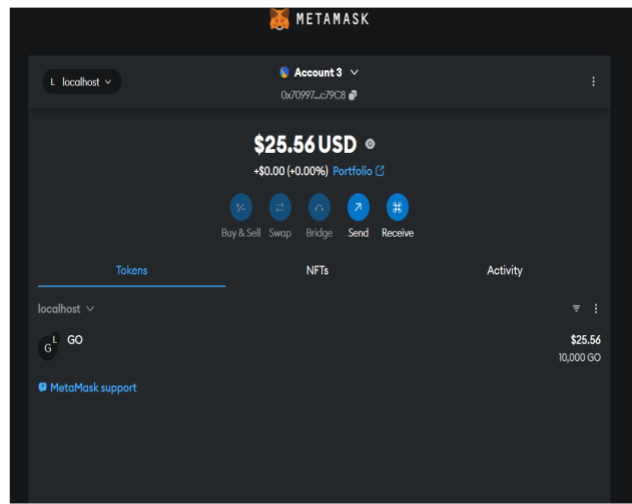 METAMASK
L localhost
Account 3
0x70997...c79C8
$25.56 USD
+$0.00 (+0.00%) Portfolio
Buy & Sell Swap Bridge Send Receive
Tokens NFTs Activity
localhost
G L GO $25.56
10,000 GO
MetaMask support